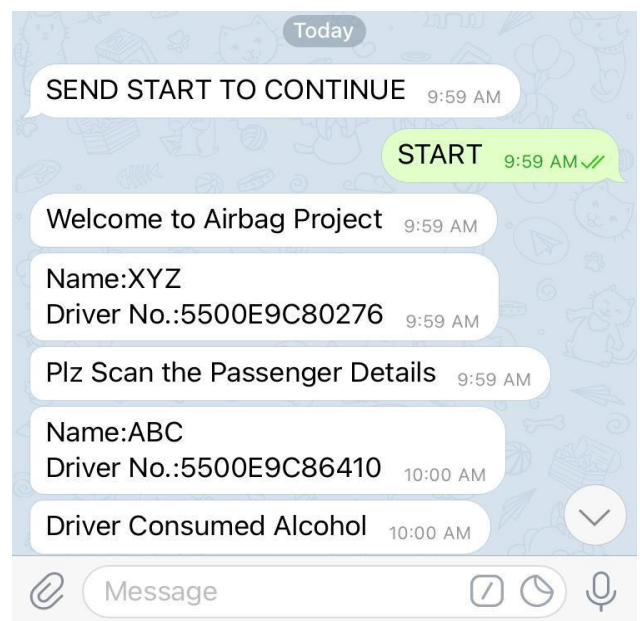 Today
SEND START TO CONTINUE 9:59 AM
START 9:59 AM
Welcome to Airbag Project 9:59 AM
Name:XYZ
Driver No.:5500E9C80276 9:59 AM
Plz Scan the Passenger Details 9:59 AM
Name:ABC
Driver No.:5500E9C86410 10:00 AM
Driver Consumed Alcohol 10:00 AM
Message